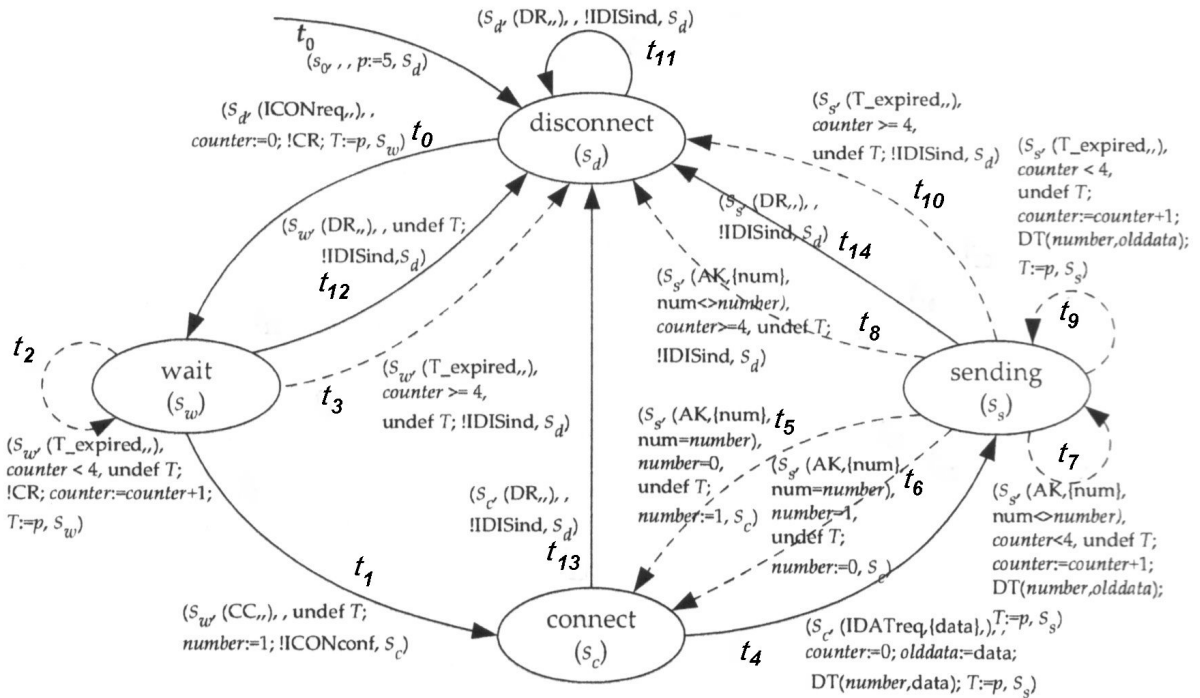 t0
(s0, , , p:=5, Sd)
(Sd, (DR,,), , !IDISind, Sd)
t11
(Sd, (ICONreq,,), ,
counter:=0; !CR; T:=p, Sw)
t0
disconnect
(Sd)
(Ss, (T_expired,,),
counter >= 4,
undef T; !IDISind, Sd)
t10
(Ss, (T_expired,,),
counter < 4,
undef T;
counter:=counter+1;
DT(number,olddata);
T:=p, Ss)
t9
(Sw, (DR,,), , undef T;
!IDISind,Sd)
t12
(Ss, (DR,,), ,
!IDISind, Sd)
t14
(Ss, (AK,{num},
num<>number),
counter>=4, undef T;
!IDISind, Sd)
t8
t2
wait
(Sw)
t3
(Sw, (T_expired,,),
counter >= 4,
undef T; !IDISind, Sd)
sending
(Ss)
(Sw, (T_expired,,),
counter < 4, undef T;
!CR; counter:=counter+1;
T:=p, Sw)
(Ss, (AK,{num},
num=number),
number=0,
undef T;
number:=1, Sc)
t5
(Ss, (AK,{num},
num=number),
number=1,
undef T;
number:=0, Sc)
t6
t7
(Ss, (AK,{num},
num<>number),
counter<4, undef T;
counter:=counter+1;
DT(number,olddata);
T:=p, Ss)
(Sc, (DR,,), ,
!IDISind, Sd)
t13
t1
(Sw, (CC,,), , undef T;
number:=1; !ICONconf, Sc)
connect
(Sc)
t4
(Sc, (IDATreq,{data},), ,
counter:=0; olddata:=data;
DT(number,data); T:=p, Ss)